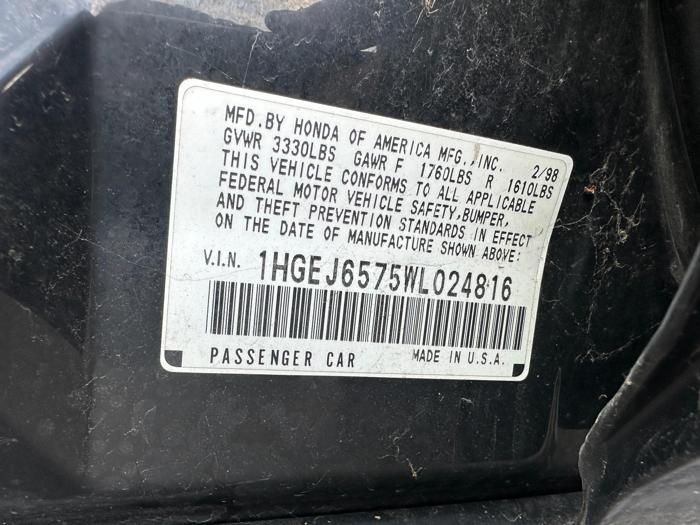 MFD.BY HONDA OF AMERICA MFG.,INC. 2/98
GVWR 3330LBS GAWR F 1760LBS R 1610LBS
THIS VEHICLE CONFORMS TO ALL APPLICABLE
FEDERAL MOTOR VEHICLE SAFETY,BUMPER,
AND THEFT PREVENTION STANDARDS IN EFFECT
ON THE DATE OF MANUFACTURE SHOWN ABOVE:
V.I.N. 1HGEJ6575WL024816
PASSENGER CAR MADE IN U.S.A.